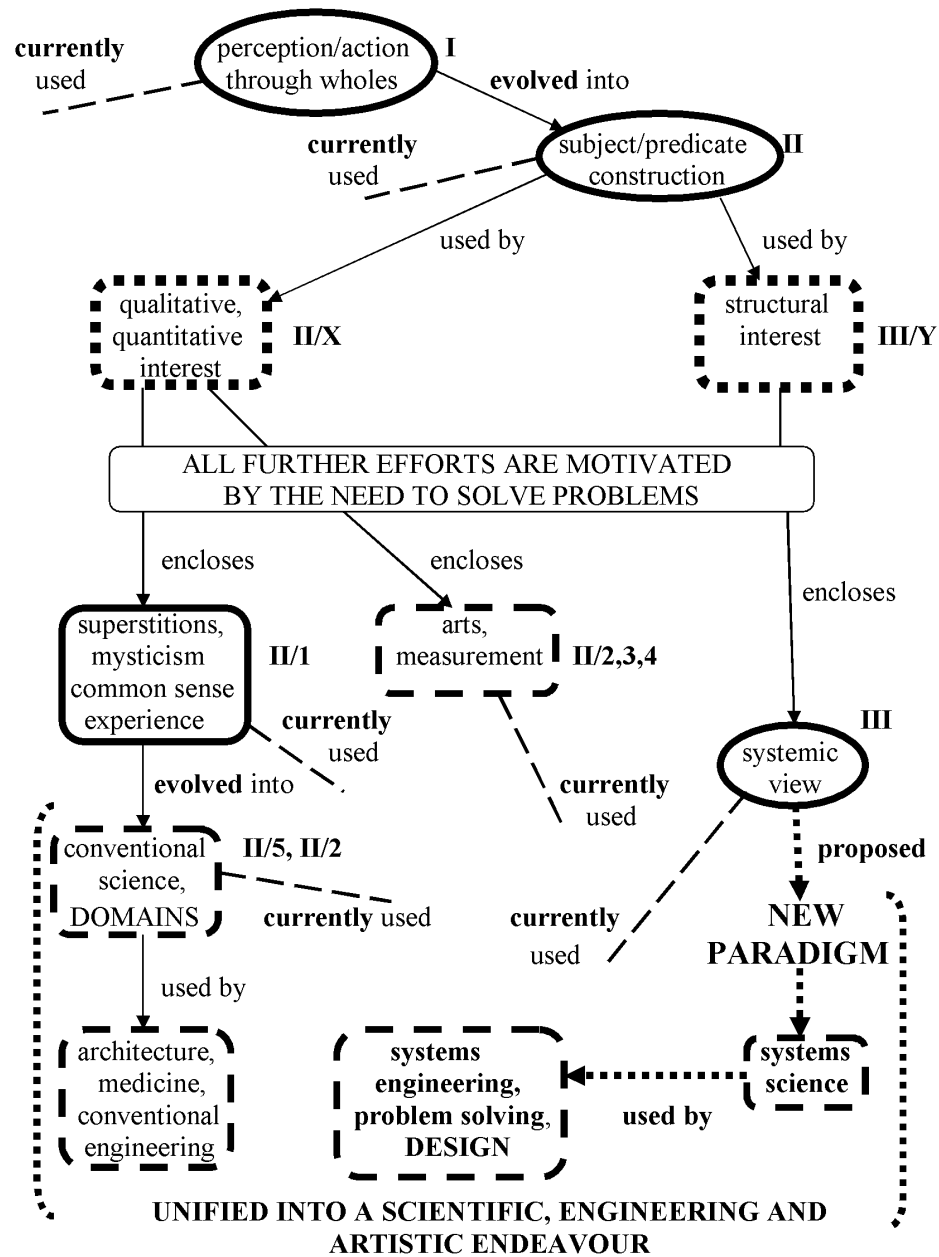 currently
used
perception/action
through wholes
I
evolved into
currently
used
subject/predicate
construction
II
used by
used by
qualitative,
quantitative
interest
II/X
structural
interest
III/Y
ALL FURTHER EFFORTS ARE MOTIVATED
BY THE NEED TO SOLVE PROBLEMS
encloses
encloses
encloses
superstitions,
mysticism
common sense
experience
II/1
arts,
measurement
II/2,3,4
currently
used
III
systemic
view
currently
used
evolved into
proposed
conventional
science,
DOMAINS
II/5, II/2
currently used
currently
used
NEW
PARADIGM
used by
architecture,
medicine,
conventional
engineering
systems
engineering,
problem solving,
DESIGN
used by
systems
science
UNIFIED INTO A SCIENTIFIC, ENGINEERING AND
ARTISTIC ENDEAVOUR